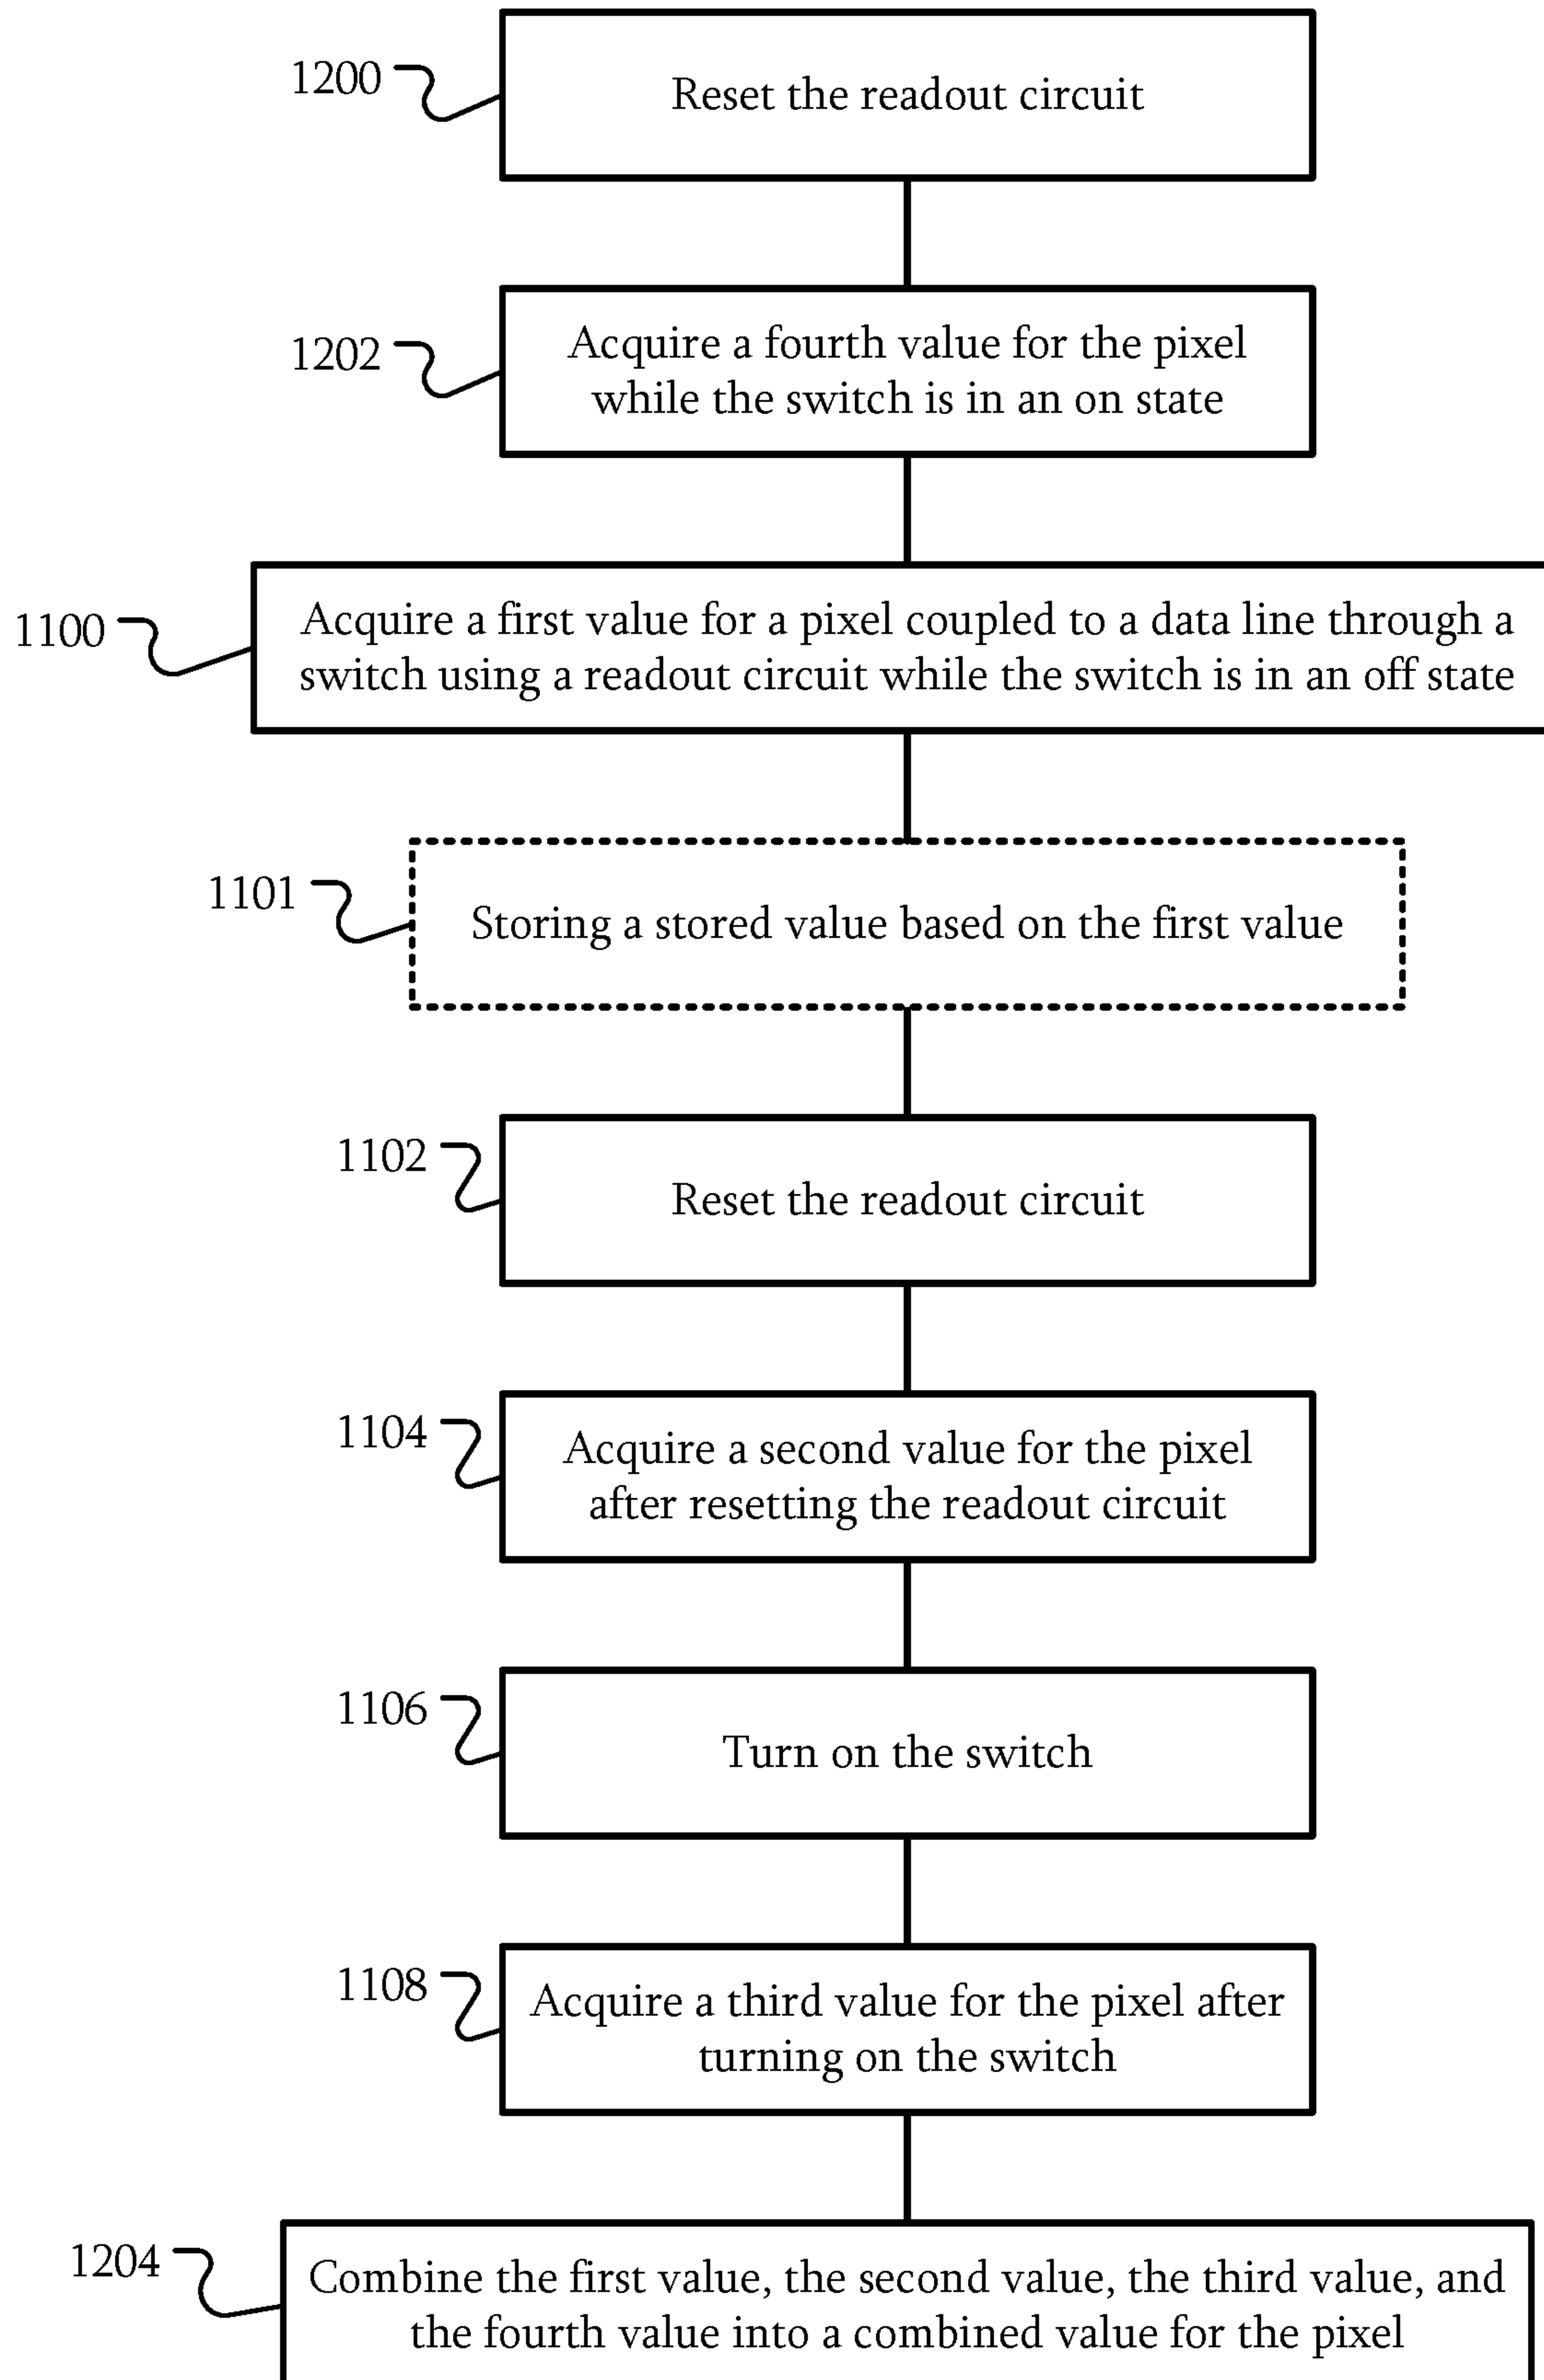 1200
Reset the readout circuit
1202
Acquire a fourth value for the pixel
while the switch is in an on state
1100
Acquire a first value for a pixel coupled to a data line through a
switch using a readout circuit while the switch is in an off state
1101
Storing a stored value based on the first value
1102
Reset the readout circuit
1104
Acquire a second value for the pixel
after resetting the readout circuit
1106
Turn on the switch
1108
Acquire a third value for the pixel after
turning on the switch
1204
Combine the first value, the second value, the third value, and
the fourth value into a combined value for the pixel